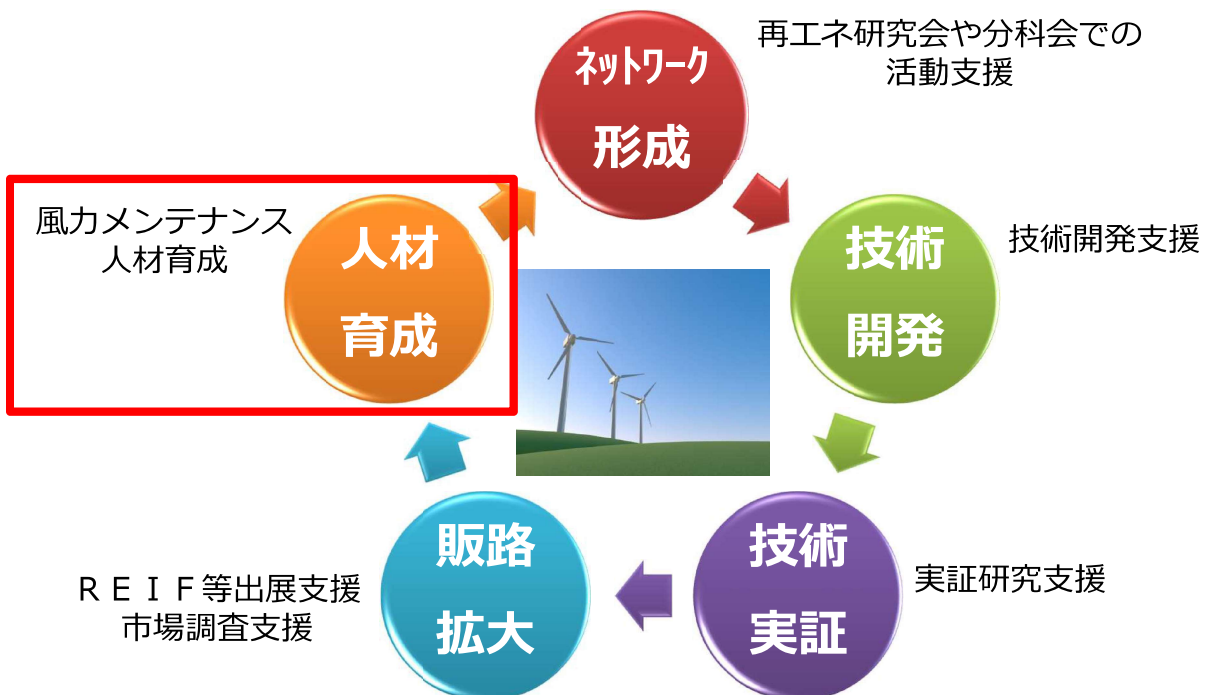 ネットワーク
形成
再エネ研究会や分科会での
活動支援
技術
開発
技術開発支援
技術
実証
実証研究支援
販路
拡大
ＲＥＩＦ等出展支援
市場調査支援
人材
育成
風力メンテナンス
人材育成